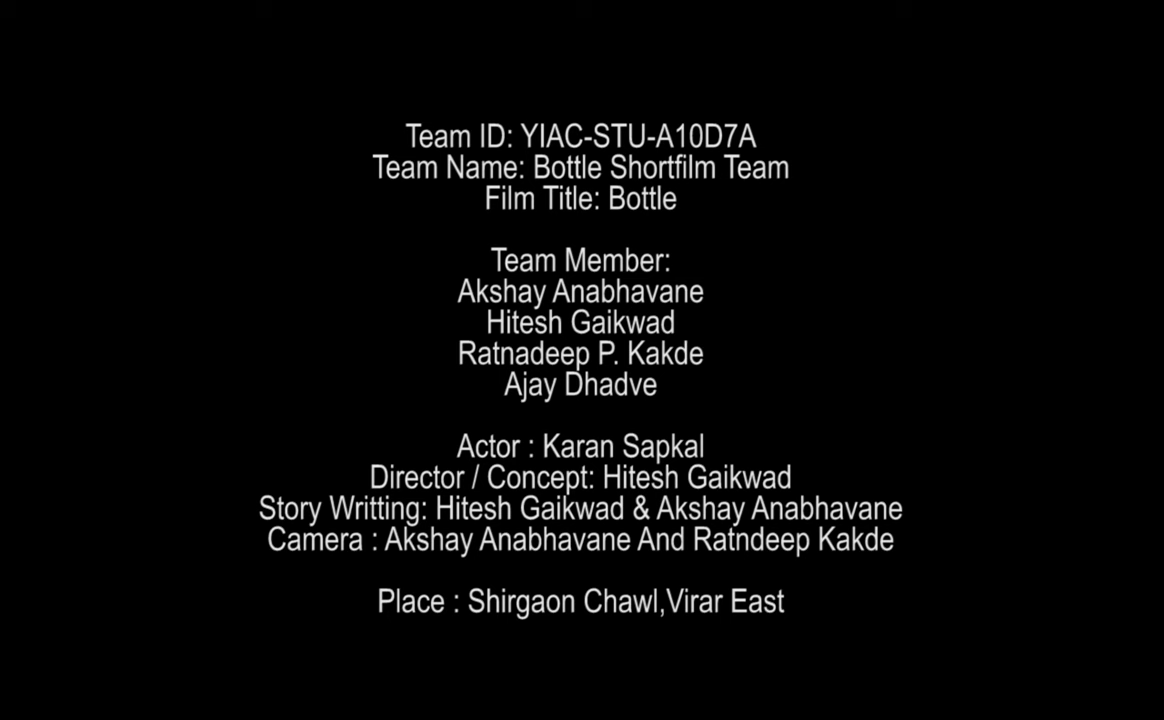 Team ID: YIAC-STU-A10D7A
Team Name: Bottle Shortfilm Team
Film Title: Bottle
Team Member:
Akshay Anabhavane
Hitesh Gaikwad
Ratnadeep P. Kakde
Ajay Dhadve
Actor : Karan Sapkal
Director / Concept: Hitesh Gaikwad
Story Writting: Hitesh Gaikwad & Akshay Anabhavane
Camera : Akshay Anabhavane And Ratndeep Kakde
Place : Shirgaon Chawl,Virar East